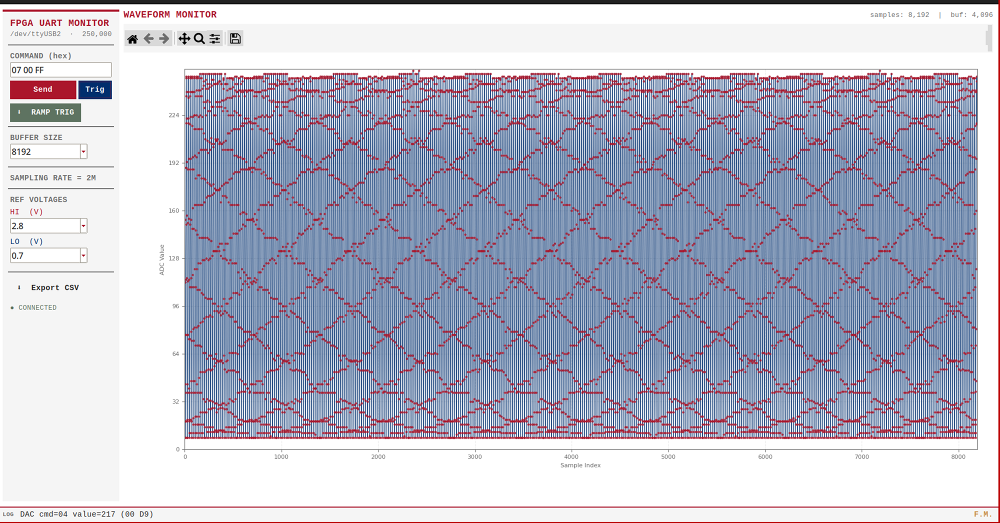 FPGA UART MONITOR
/dev/ttyUSB2 · 250,000
COMMAND (hex)
07 00 FF
Send
Trig
⬇ RAMP TRIG
BUFFER SIZE
8192
SAMPLING RATE = 2M
REF VOLTAGES
HI (V)
2.8
LO (V)
0.7
⬇ Export CSV
● CONNECTED
WAVEFORM MONITOR
samples: 8,192 | buf: 4,096
224
192
160
128
96
64
32
0
ADC Value
0 1000 2000 3000 4000 5000 6000 7000 8000
Sample Index
LOG DAC cmd=04 value=217 (00 D9)
F.M.